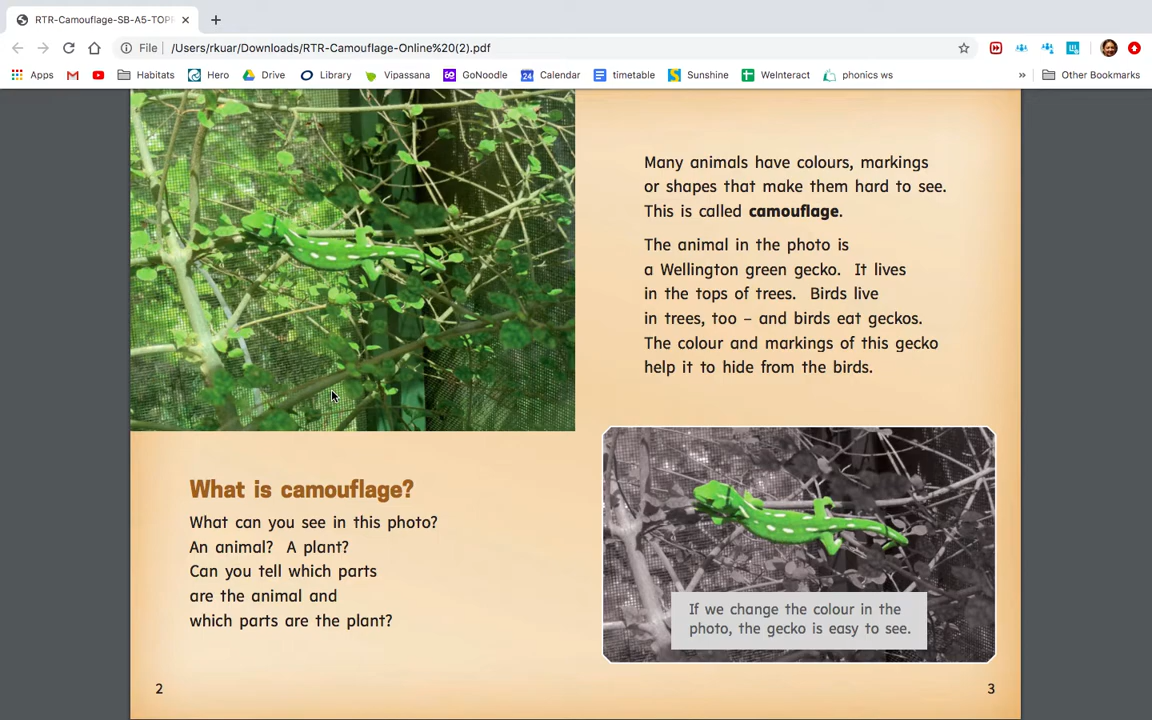 RTR-Camouflage-SB-A5-TOPR
File /Users/rkuar/Downloads/RTR-Camouflage-Online%20(2).pdf
Apps Habitats Hero Drive Library Vipassana GoNoodle Calendar timetable Sunshine WeInteract phonics ws » Other Bookmarks
What is camouflage?
What can you see in this photo?
An animal? A plant?
Can you tell which parts
are the animal and
which parts are the plant?
2
Many animals have colours, markings
or shapes that make them hard to see.
This is called camouflage.
The animal in the photo is
a Wellington green gecko. It lives
in the tops of trees. Birds live
in trees, too – and birds eat geckos.
The colour and markings of this gecko
help it to hide from the birds.
If we change the colour in the
photo, the gecko is easy to see.
3